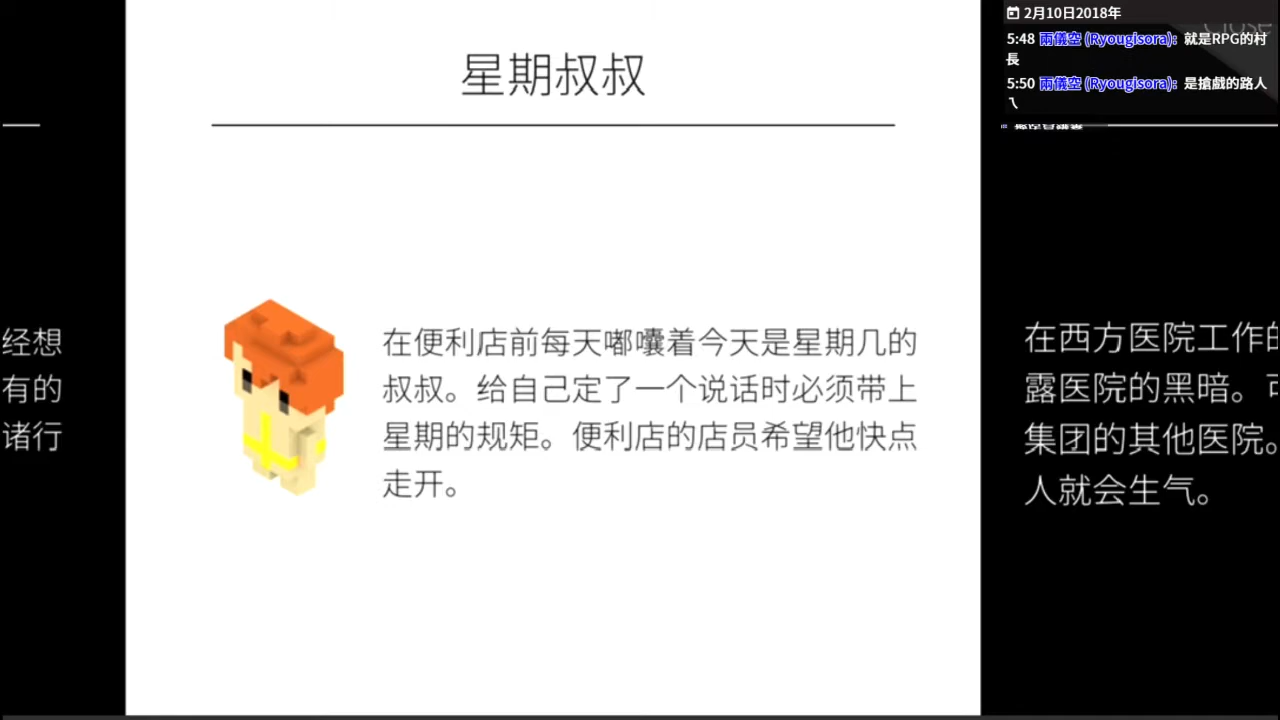 星期叔叔
在便利店前每天嘟囔着今天是星期几的
叔叔。给自己定了一个说话时必须带上
星期的规矩。便利店的店员希望他快点
走开。
经想
有的
诸行
在西方医院工作的
露医院的黑暗。可
集团的其他医院。
人就会生气。
Close
2月10日2018年
5:48 兩儀空 (Ryougisora): 就是RPG的村
長
5:50 兩儀空 (Ryougisora): 是搶戲的路人
ㄟ